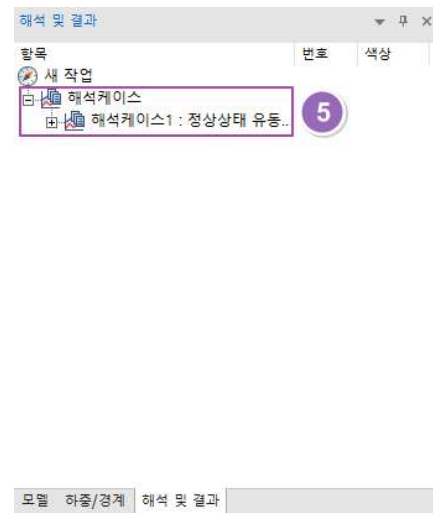 해석 및 결과
항목 번호 색상
새 작업
해석케이스
해석케이스1 : 정상상태 유동..
5
모델 하중/경계 해석 및 결과